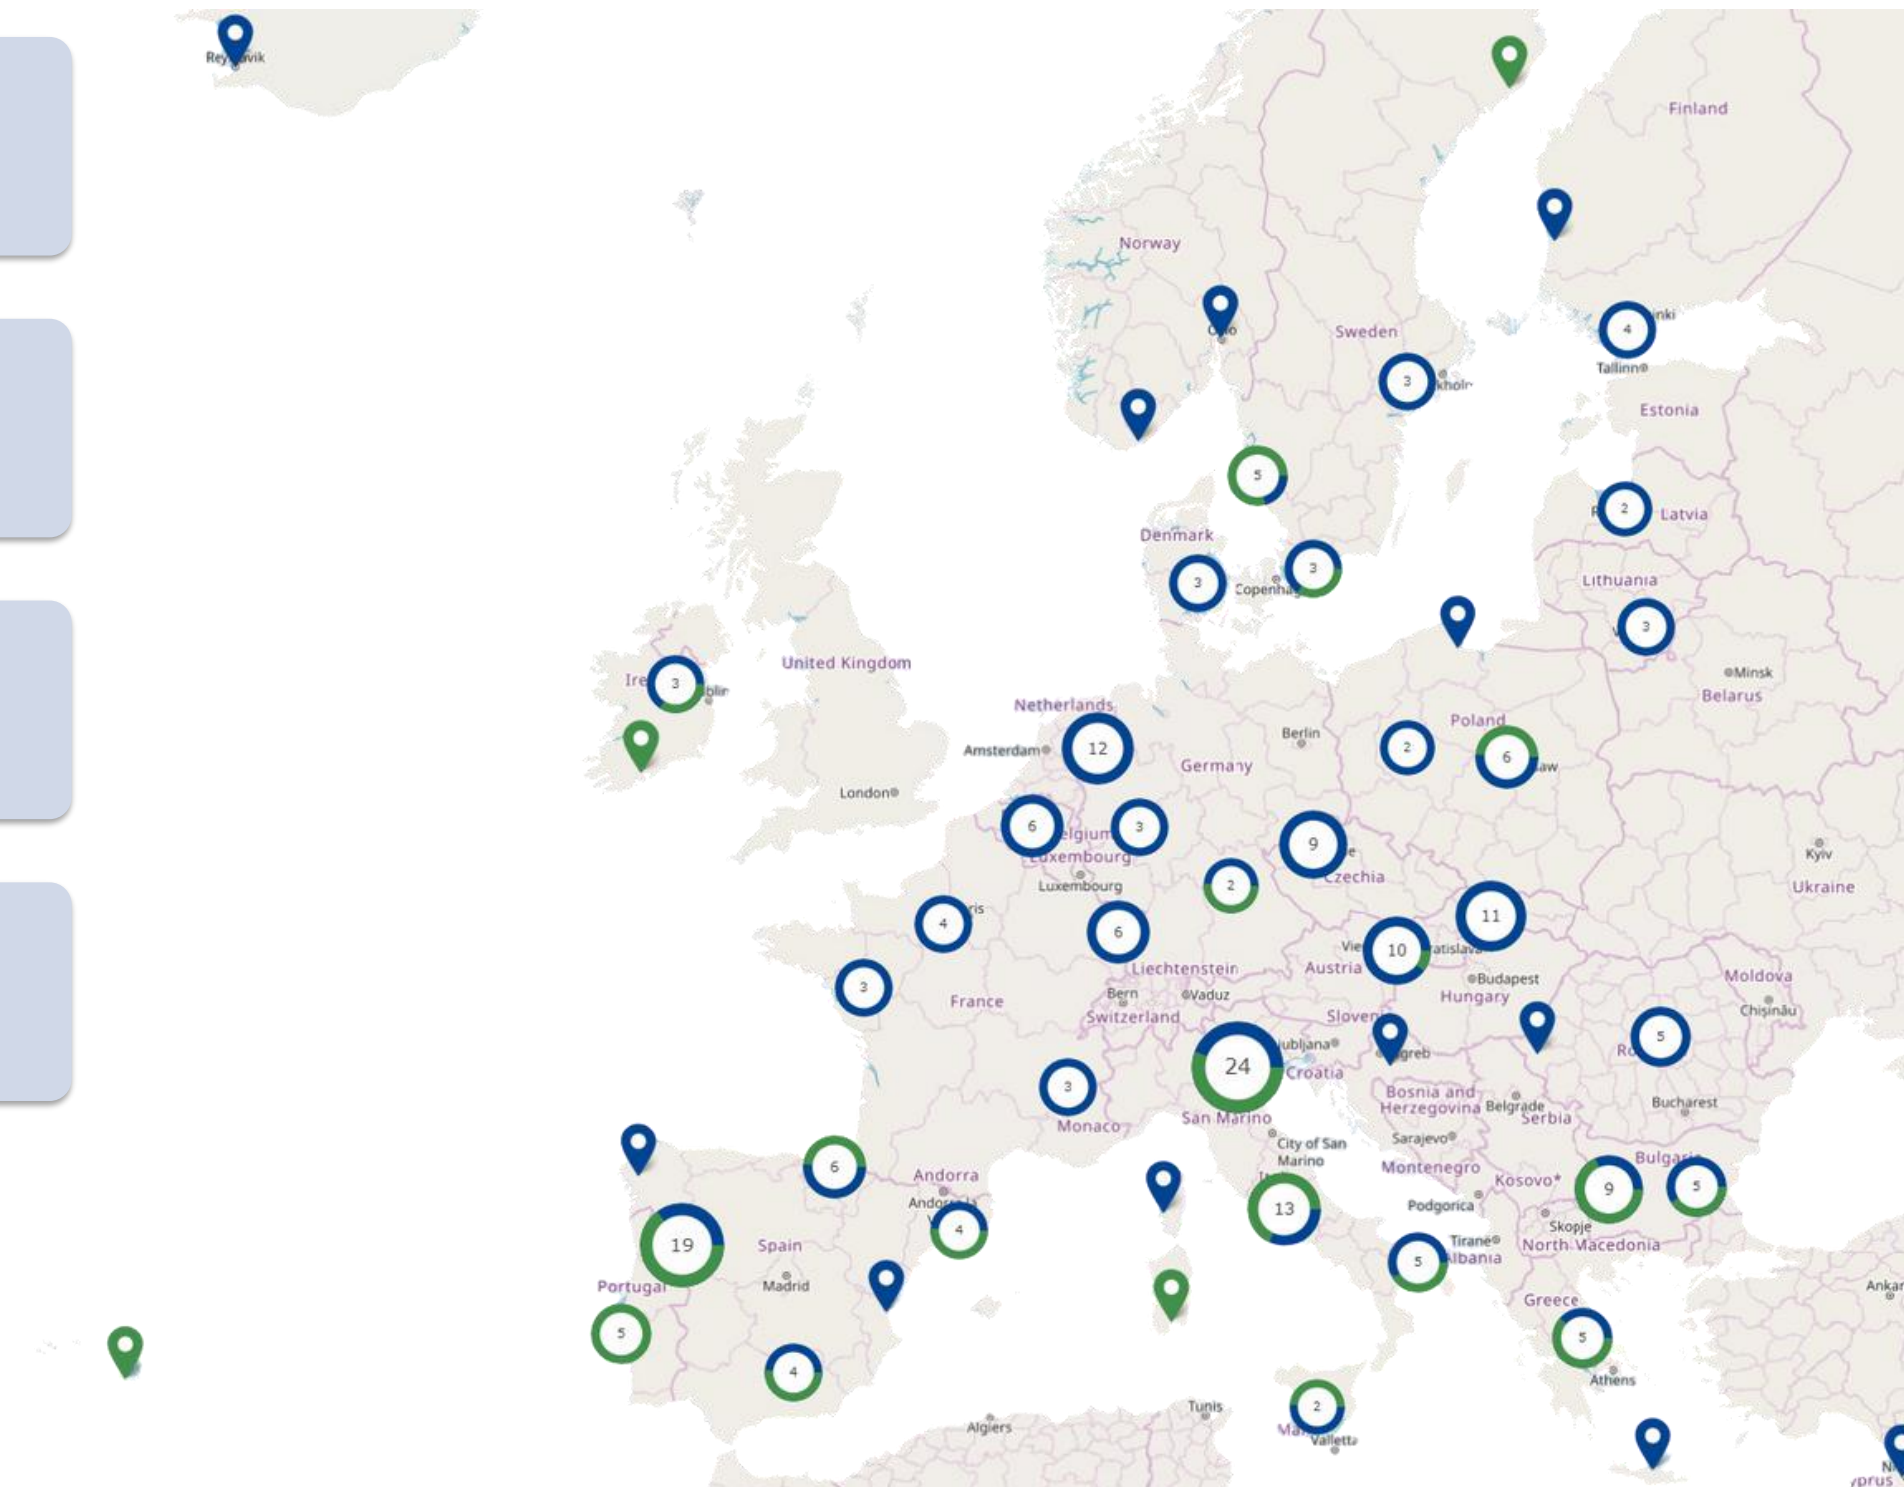 Finland
Norway
Sweden
4
Tallinn
3
Estonia
5
2
Latvia
Denmark
3
3
Lithuania
3
United Kingdom
3
Minsk
Belarus
Netherlands
12
Amsterdam
Berlin
Poland
2
6
Germany
London
6
3
9
Kyiv
Luxembourg
Czechia
Luxembourg
2
Ukraine
4
6
11
10
Liechtenstein
Austria
Budapest
Moldova
3
France
Bern
Vaduz
Hungary
Chișinău
Switzerland
5
24
Croatia
3
Bosnia and
Herzegovina
Belgrade
Bucharest
San Marino
Serbia
Monaco
City of San
Marino
Sarajevo
6
Andorra
Montenegro
Kosovo*
9
5
13
Podgorica
19
4
Skopje
Spain
Tirane
North Macedonia
5
Albania
Madrid
Portugal
Greece
5
5
4
Athens
2
Tunis
Algiers
Valletta